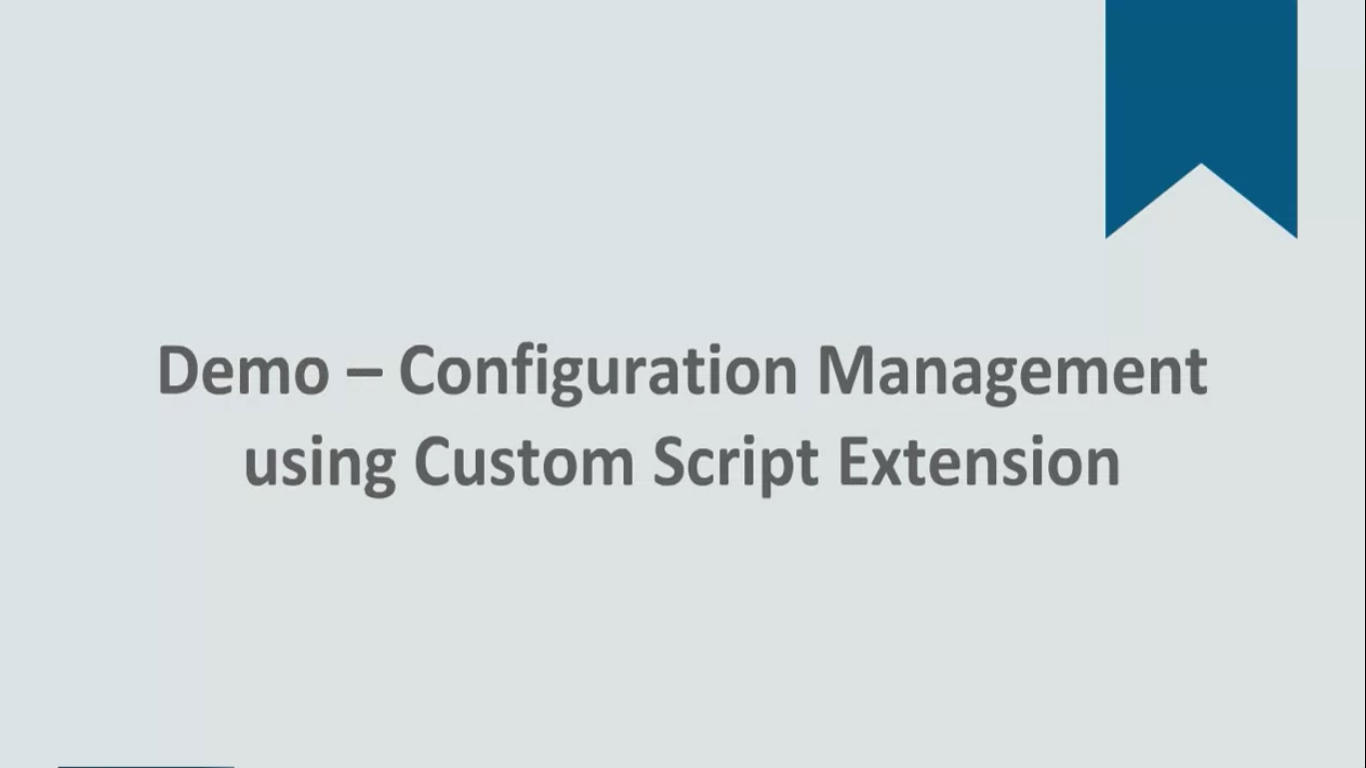 Demo – Configuration Management
using Custom Script Extension